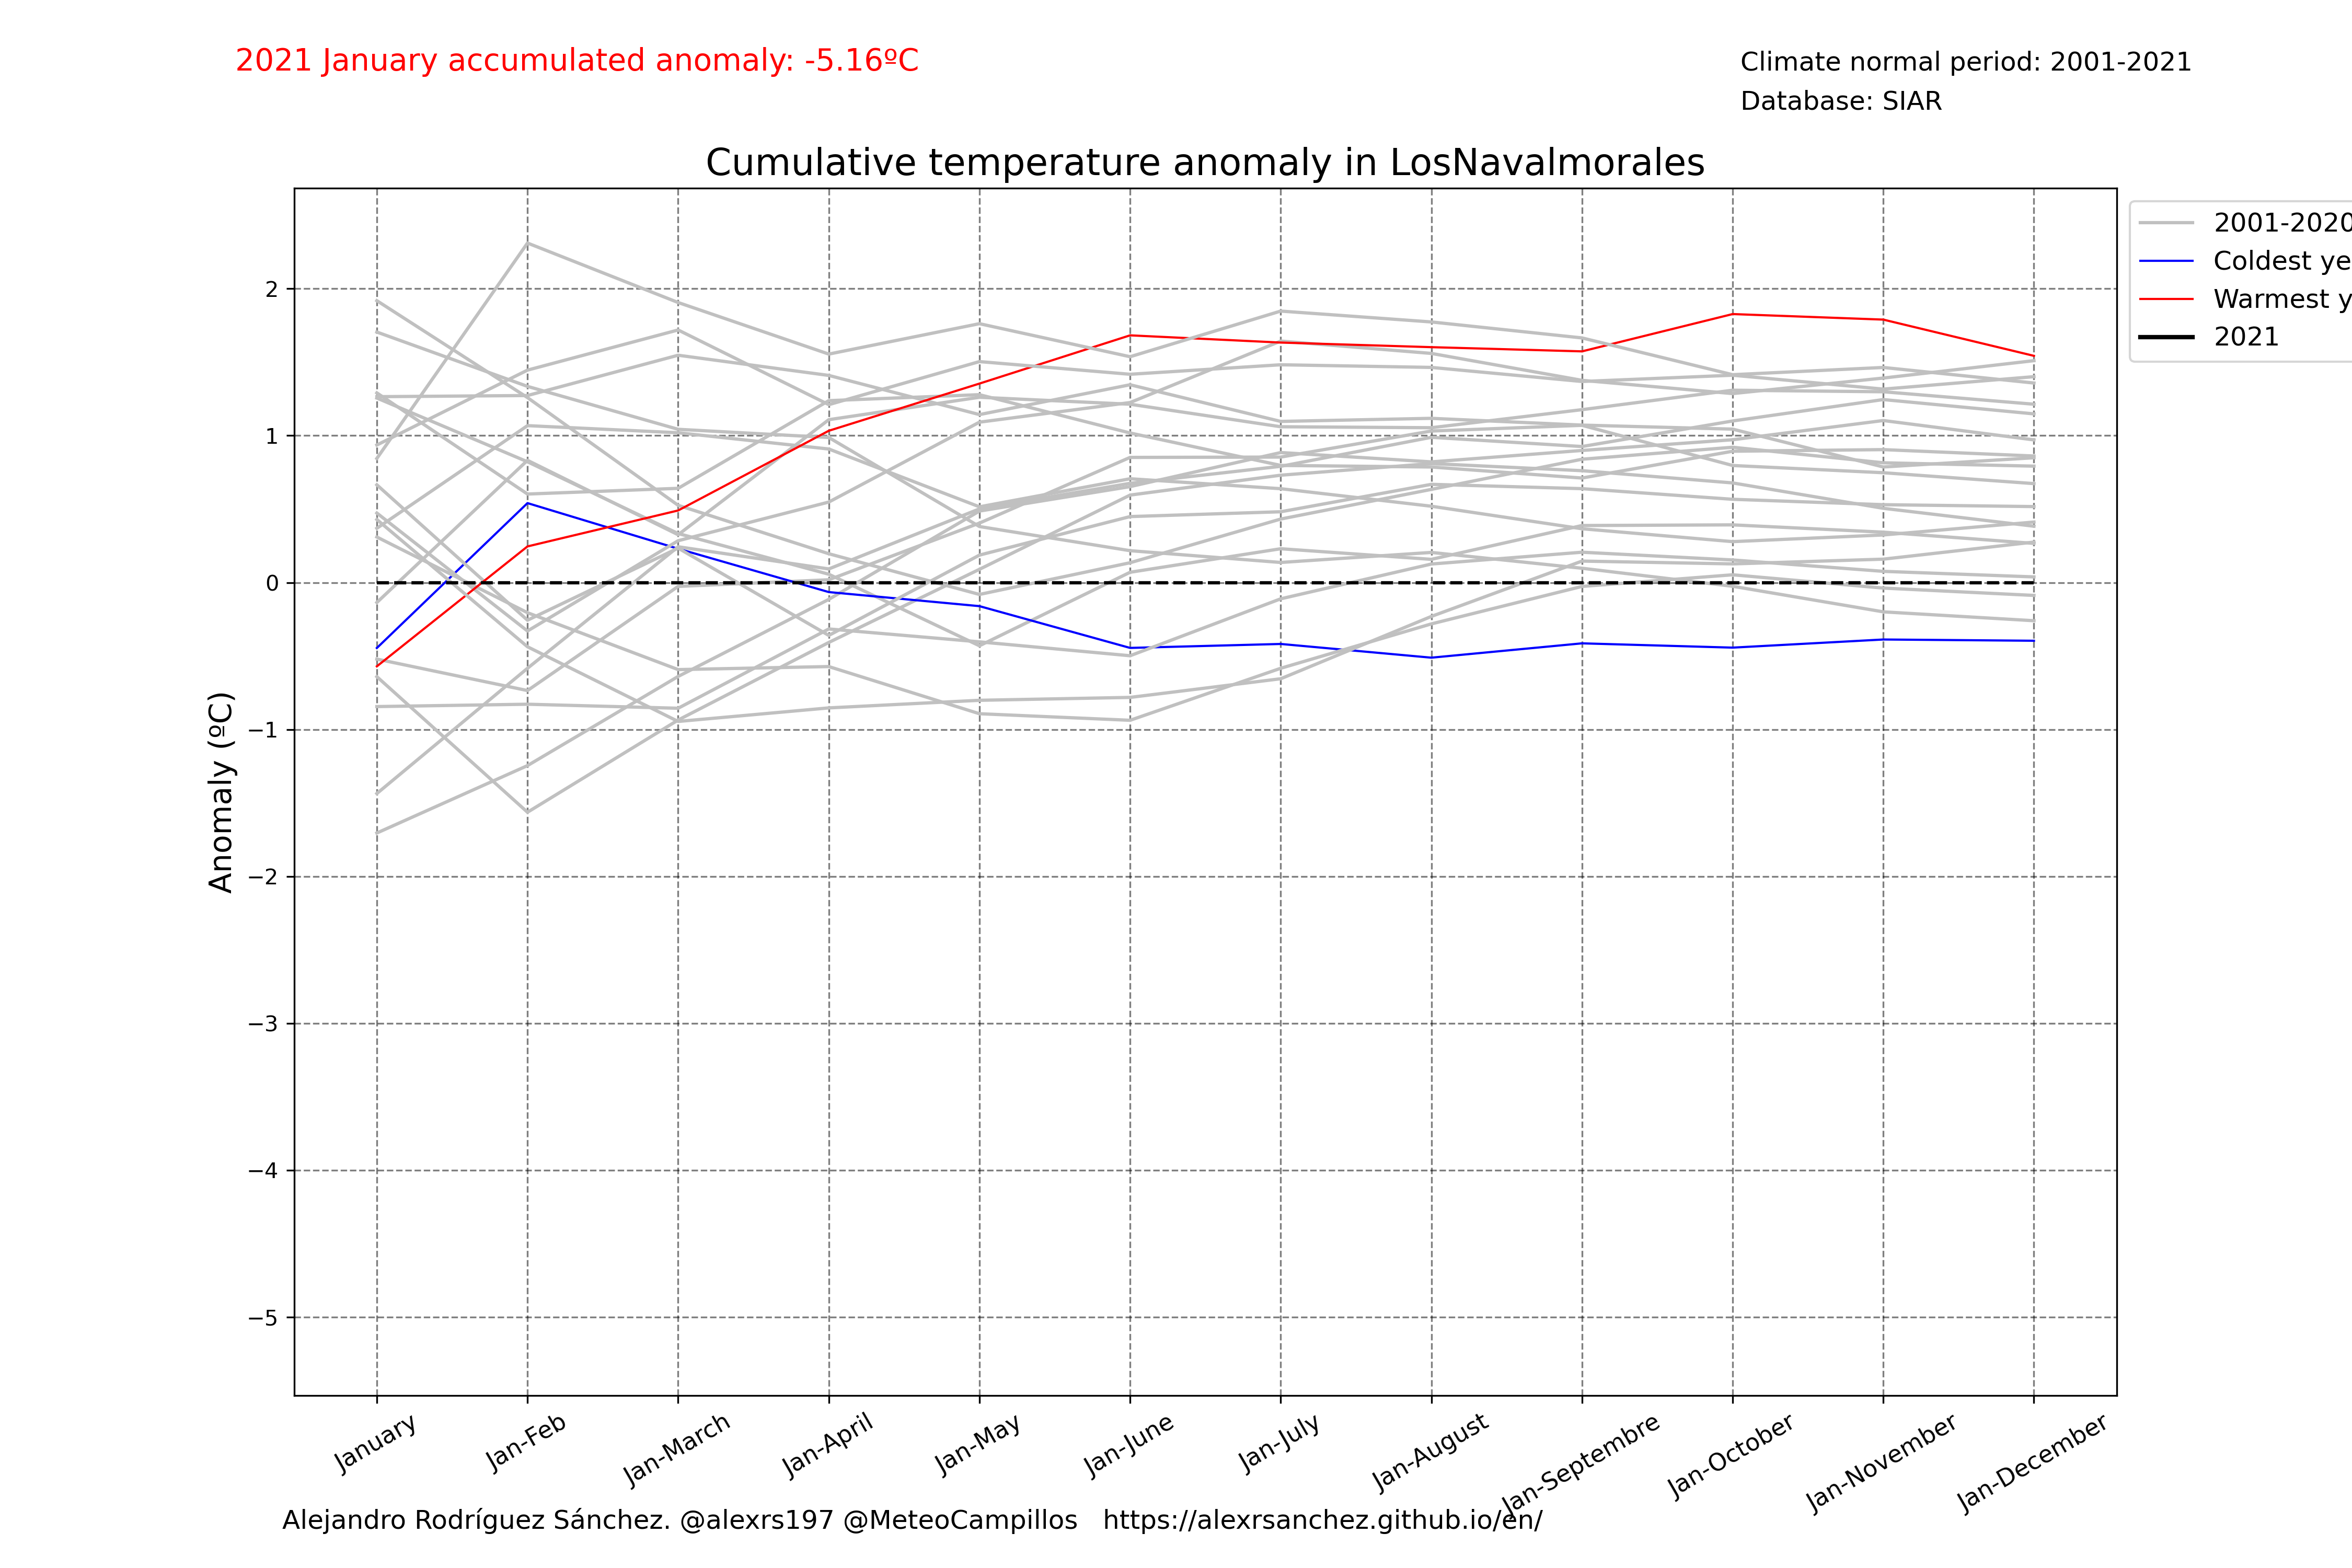 2021 January accumulated anomaly: -5.16ºC
Climate normal period: 2001-2021
Database: SIAR
Cumulative temperature anomaly in LosNavalmorales
2001-2020
Coldest ye
Warmest y
2021
Anomaly (ºC)
2
1
0
−1
−2
−3
−4
−5
January
Jan-Feb
Jan-March
Jan-April
Jan-May
Jan-June
Jan-July
Jan-August
Jan-Septembre
Jan-October
Jan-November
Jan-December
Alejandro Rodríguez Sánchez. @alexrs197 @MeteoCampillos https://alexrsanchez.github.io/en/